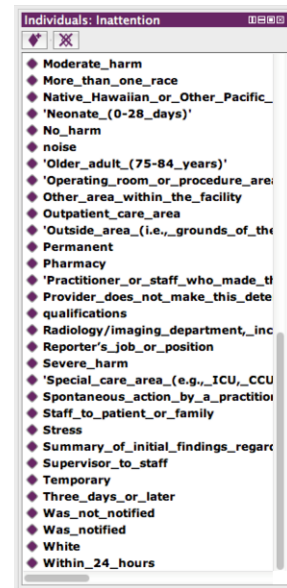 Individuals: Inattention
Moderate_harm
More_than_one_race
Native_Hawaiian_or_Other_Pacific_
'Neonate_(0-28_days)'
No_harm
noise
'Older_adult_(75-84_years)'
'Operating_room_or_procedure_area
Other_area_within_the_facility
Outpatient_care_area
'Outside_area_(i.e.,_grounds_of_the
Permanent
Pharmacy
'Practitioner_or_staff_who_made_th
Provider_does_not_make_this_dete
qualifications
Radiology/imaging_department,_inc
Reporter's_job_or_position
Severe_harm
'Special_care_area_(e.g.,_ICU,_CCU
Spontaneous_action_by_a_practition
Staff_to_patient_or_family
Stress
Summary_of_initial_findings_regard
Supervisor_to_staff
Temporary
Three_days_or_later
Was_not_notified
Was_notified
White
Within_24_hours